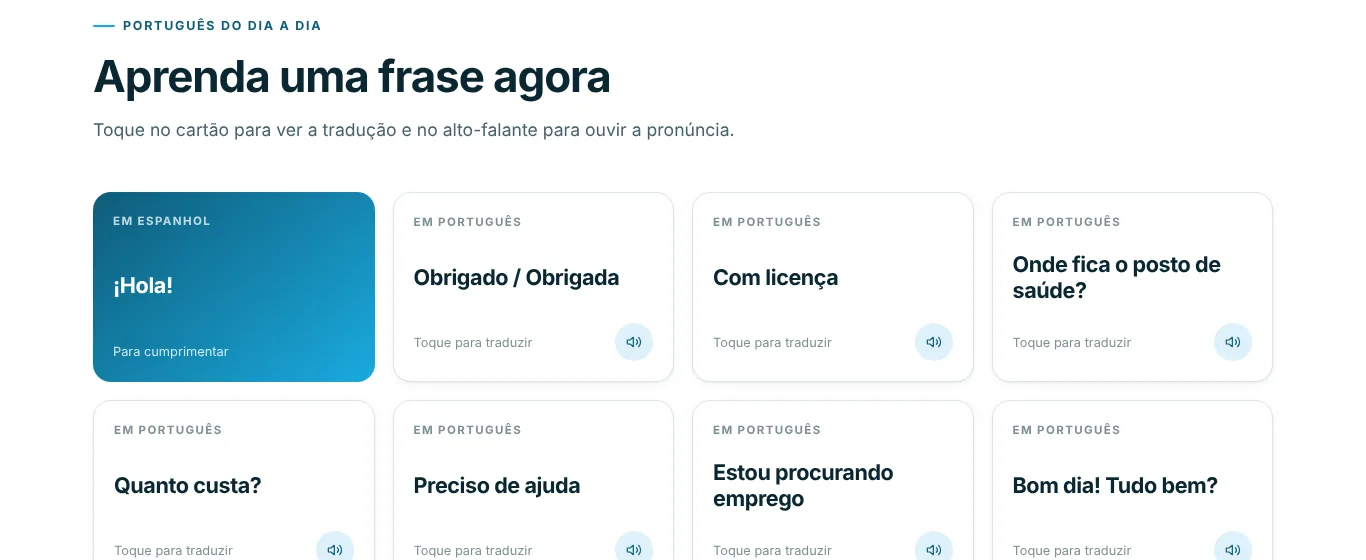 PORTUGUÊS DO DIA A DIA
Aprenda uma frase agora
Toque no cartão para ver a tradução e no alto-falante para ouvir a pronúncia.
EM ESPANHOL
¡Hola!
Para cumprimentar
EM PORTUGUÊS
Obrigado / Obrigada
Toque para traduzir
EM PORTUGUÊS
Com licença
Toque para traduzir
EM PORTUGUÊS
Onde fica o posto de
saúde?
Toque para traduzir
EM PORTUGUÊS
Quanto custa?
Toque para traduzir
EM PORTUGUÊS
Preciso de ajuda
Toque para traduzir
EM PORTUGUÊS
Estou procurando
emprego
Toque para traduzir
EM PORTUGUÊS
Bom dia! Tudo bem?
Toque para traduzir